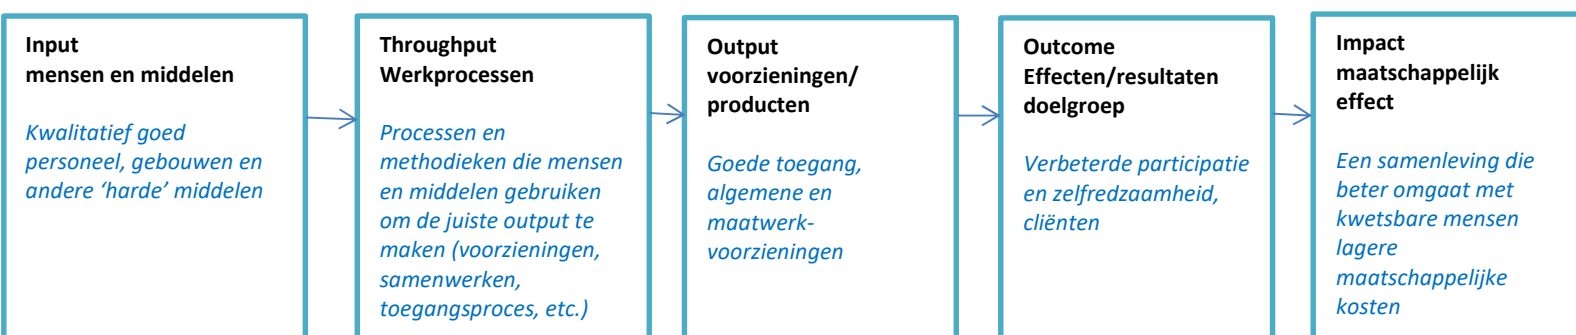 Input
mensen en middelen
Kwalitatief goed
personeel, gebouwen en
andere ‘harde’ middelen
Throughput
Werkprocessen
Processen en
methodieken die mensen
en middelen gebruiken
om de juiste output te
maken (voorzieningen,
samenwerken,
toegangsproces, etc.)
Output
voorzieningen/
producten
Goede toegang,
algemene en
maatwerk-
voorzieningen
Outcome
Effecten/resultaten
doelgroep
Verbeterde participatie
en zelfredzaamheid,
cliënten
Impact
maatschappelijk
effect
Een samenleving die
beter omgaat met
kwetsbare mensen
lagere
maatschappelijke
kosten